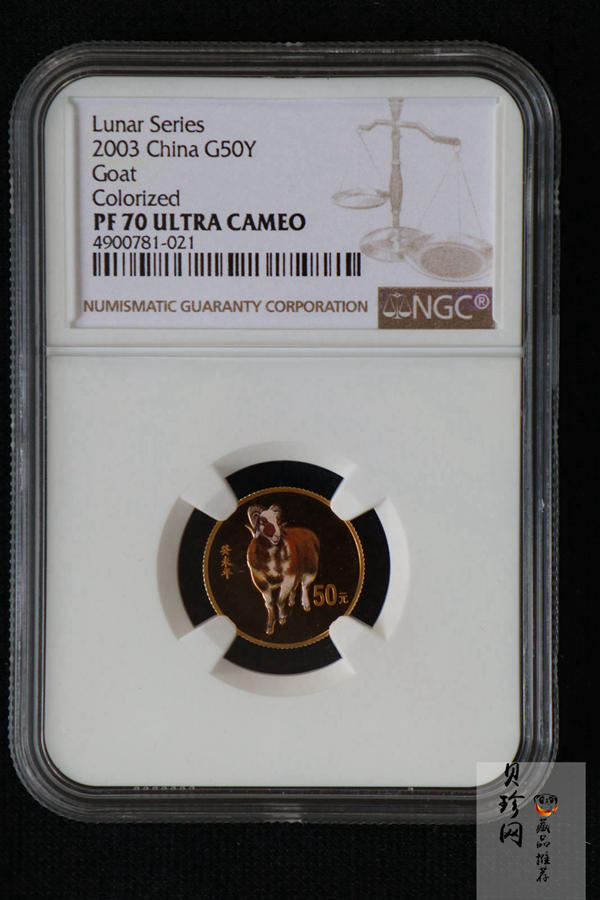 Lunar Series
2003 China G50Y
Goat
Colorized
PF 70 ULTRA CAMEO
4900781-021
NUMISMATIC GUARANTY CORPORATION
NGC®
癸未年
50元
贝珍网
藏品推荐